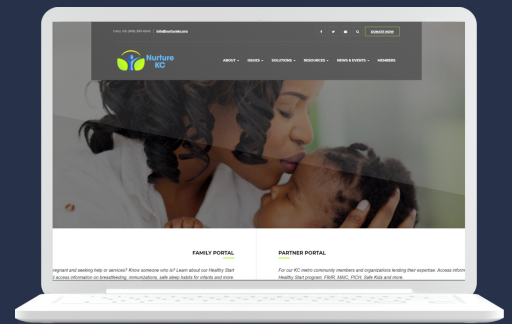 info@nurturekc.org
DONATE NOW
Nurture
KC
ABOUT ISSUES SOLUTIONS RESOURCES NEWS & EVENTS MEMBERS
FAMILY PORTAL
PARTNER PORTAL
regnant and seeking help or services? Know someone who is? Learn about our Healthy Start
access information on breastfeeding, immunizations, safe sleep habits for infants and more.
For our KC metro community members and organizations lending their expertise. Access inform
Healthy Start program, FIMR, MAIC, PICH, Safe Kids and more.